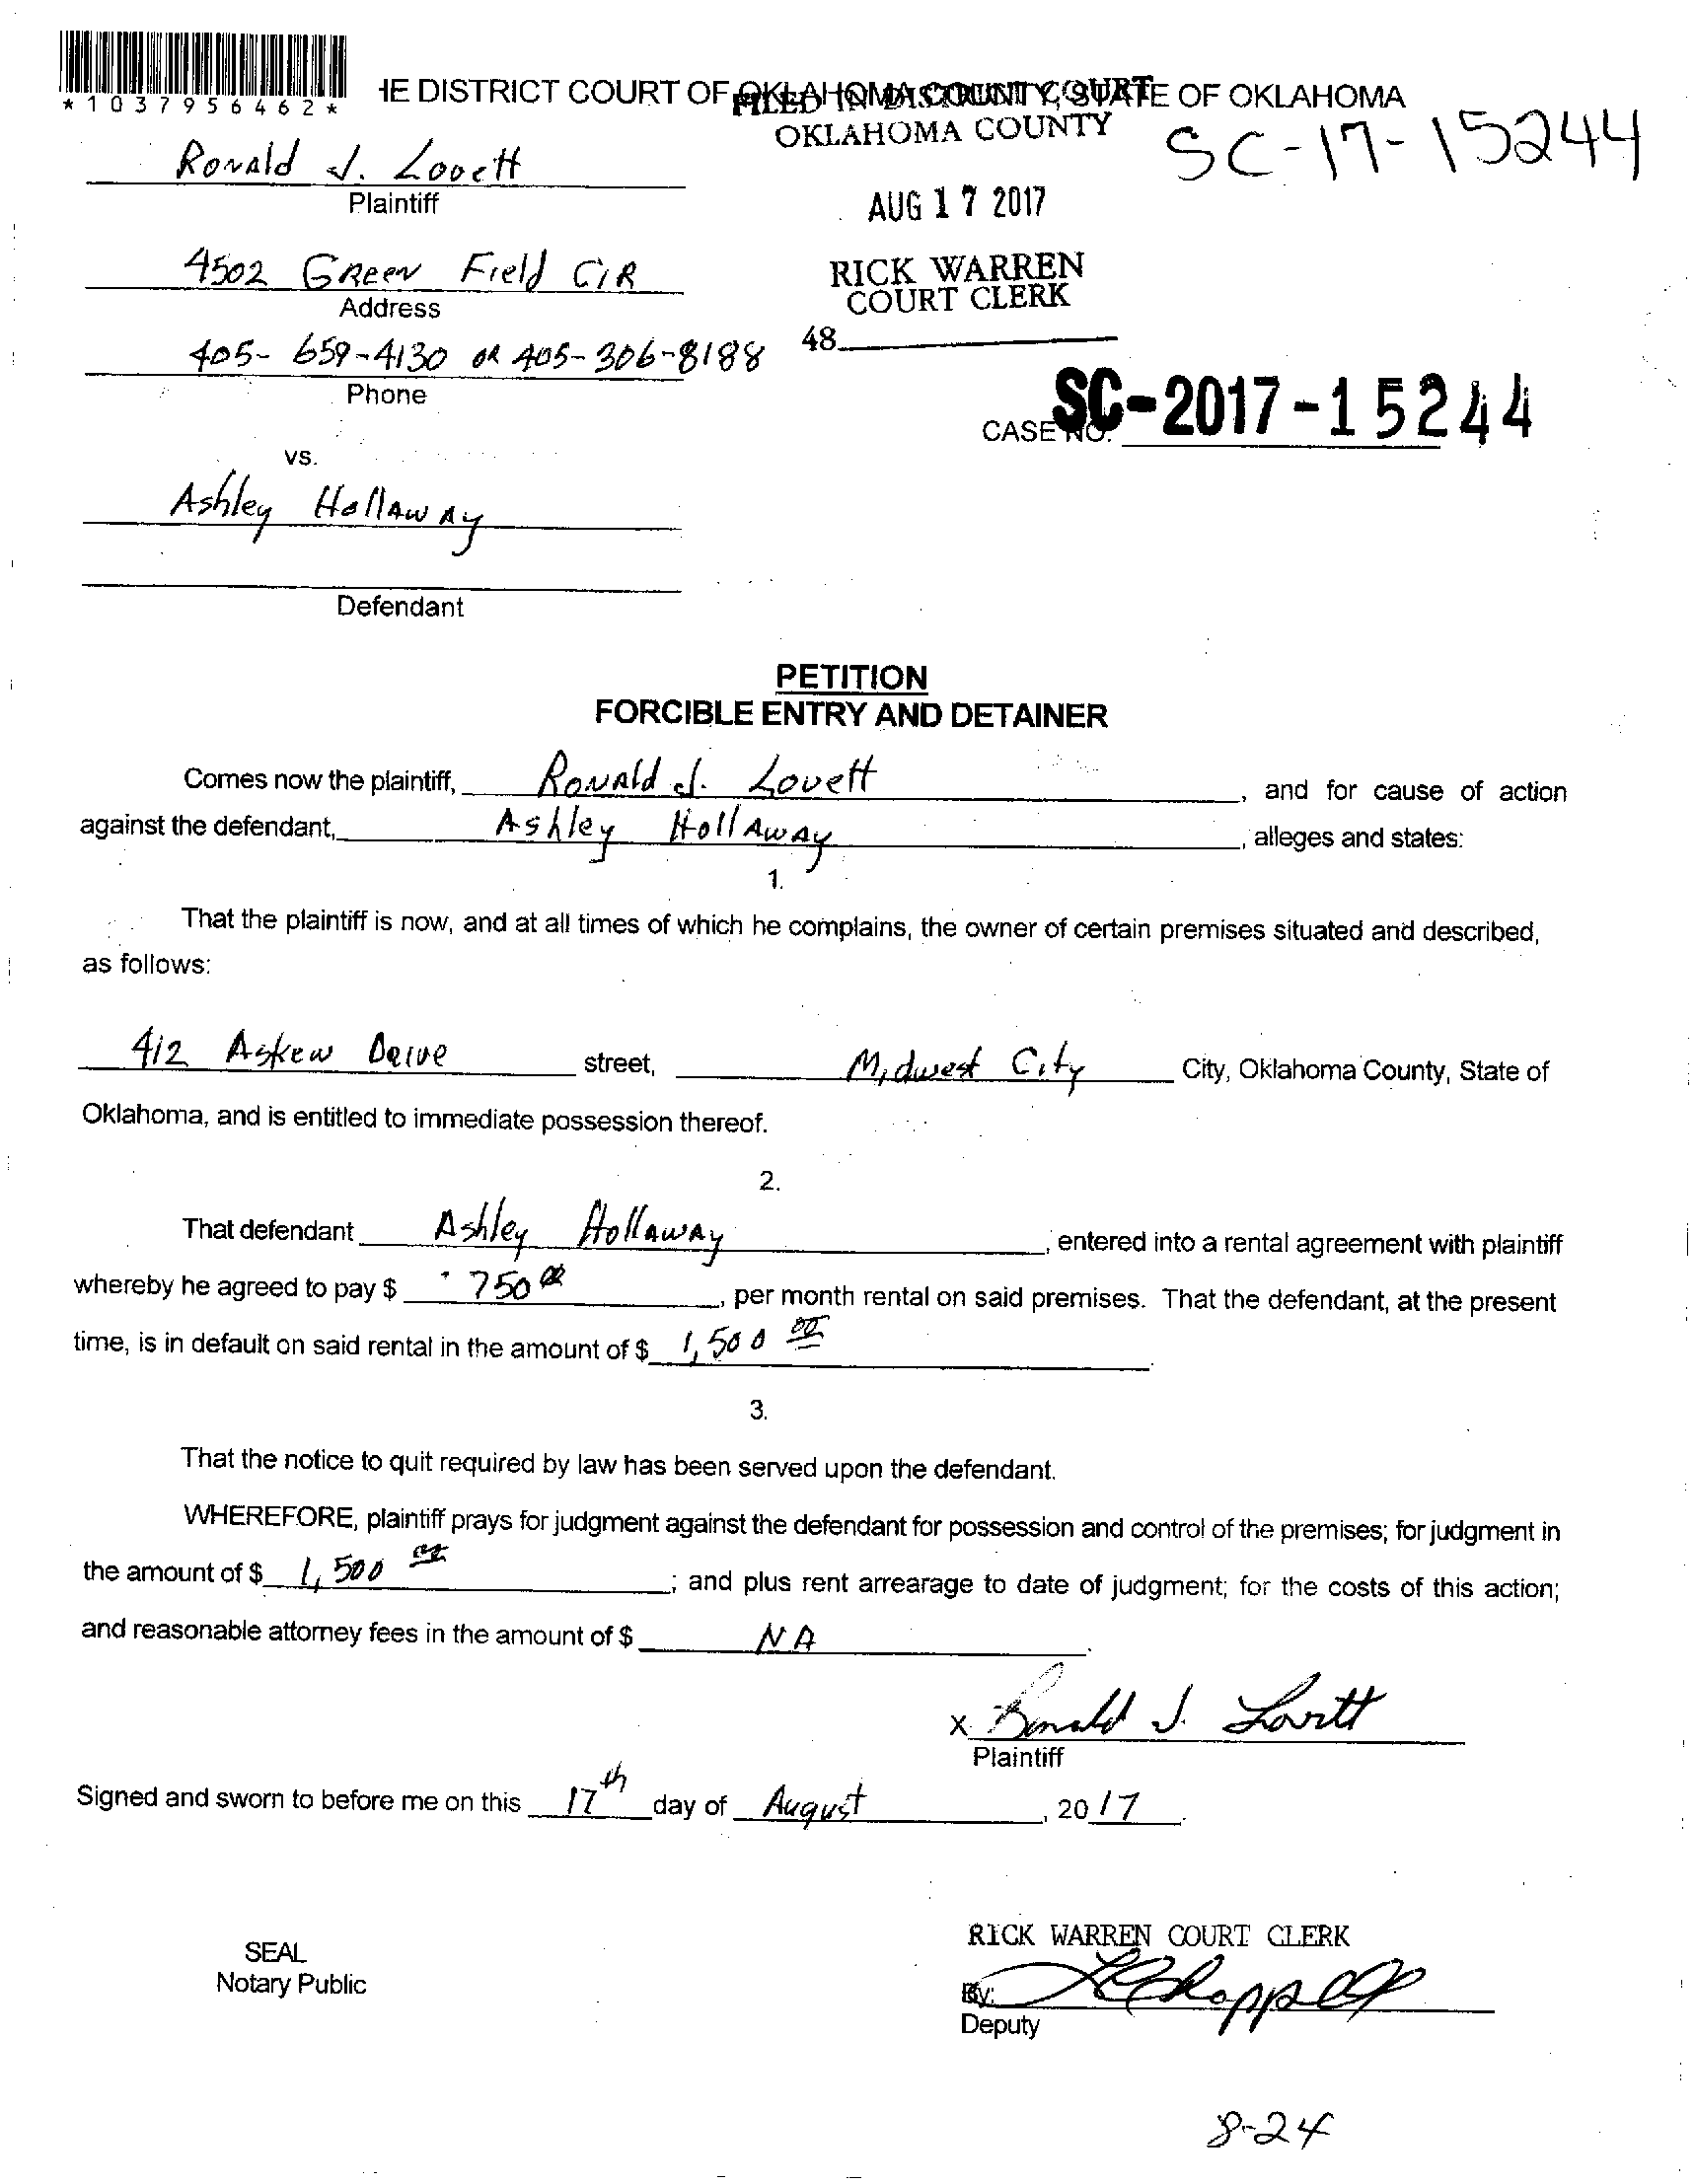 *1037956462*
HE DISTRICT COURT OF OKLAHOMA COUNTY, STATE OF OKLAHOMA
FILED IN DISTRICT COURT
OKLAHOMA COUNTY
SC-17-15244
Ronald J. Lovett
Plaintiff
AUG 17 2017
4502 Green Field Cir
Address
RICK WARREN
COURT CLERK
405-659-4130 or 405-306-8188
48
Phone
CASE NO. SC-2017-15244
vs.
Ashley Hollaway
Defendant
PETITION
FORCIBLE ENTRY AND DETAINER
Comes now the plaintiff, Ronald J. Lovett, and for cause of action
against the defendant, Ashley Hollaway, alleges and states:
1.
That the plaintiff is now, and at all times of which he complains, the owner of certain premises situated and described,
as follows:
412 Askew Drive street, Midwest City City, Oklahoma County, State of
Oklahoma, and is entitled to immediate possession thereof.
2.
That defendant Ashley Hollaway, entered into a rental agreement with plaintiff
whereby he agreed to pay $ 750 00, per month rental on said premises. That the defendant, at the present
time, is in default on said rental in the amount of $ 1,500 00.
3.
That the notice to quit required by law has been served upon the defendant.
WHEREFORE, plaintiff prays for judgment against the defendant for possession and control of the premises; for judgment in
the amount of $ 1,500 00; and plus rent arrearage to date of judgment; for the costs of this action;
and reasonable attorney fees in the amount of $ NA.
x Ronald J. Lovett
Plaintiff
Signed and sworn to before me on this 17th day of August, 2017.
RICK WARREN COURT CLERK
SEAL
Notary Public
By:
Deputy
8-24